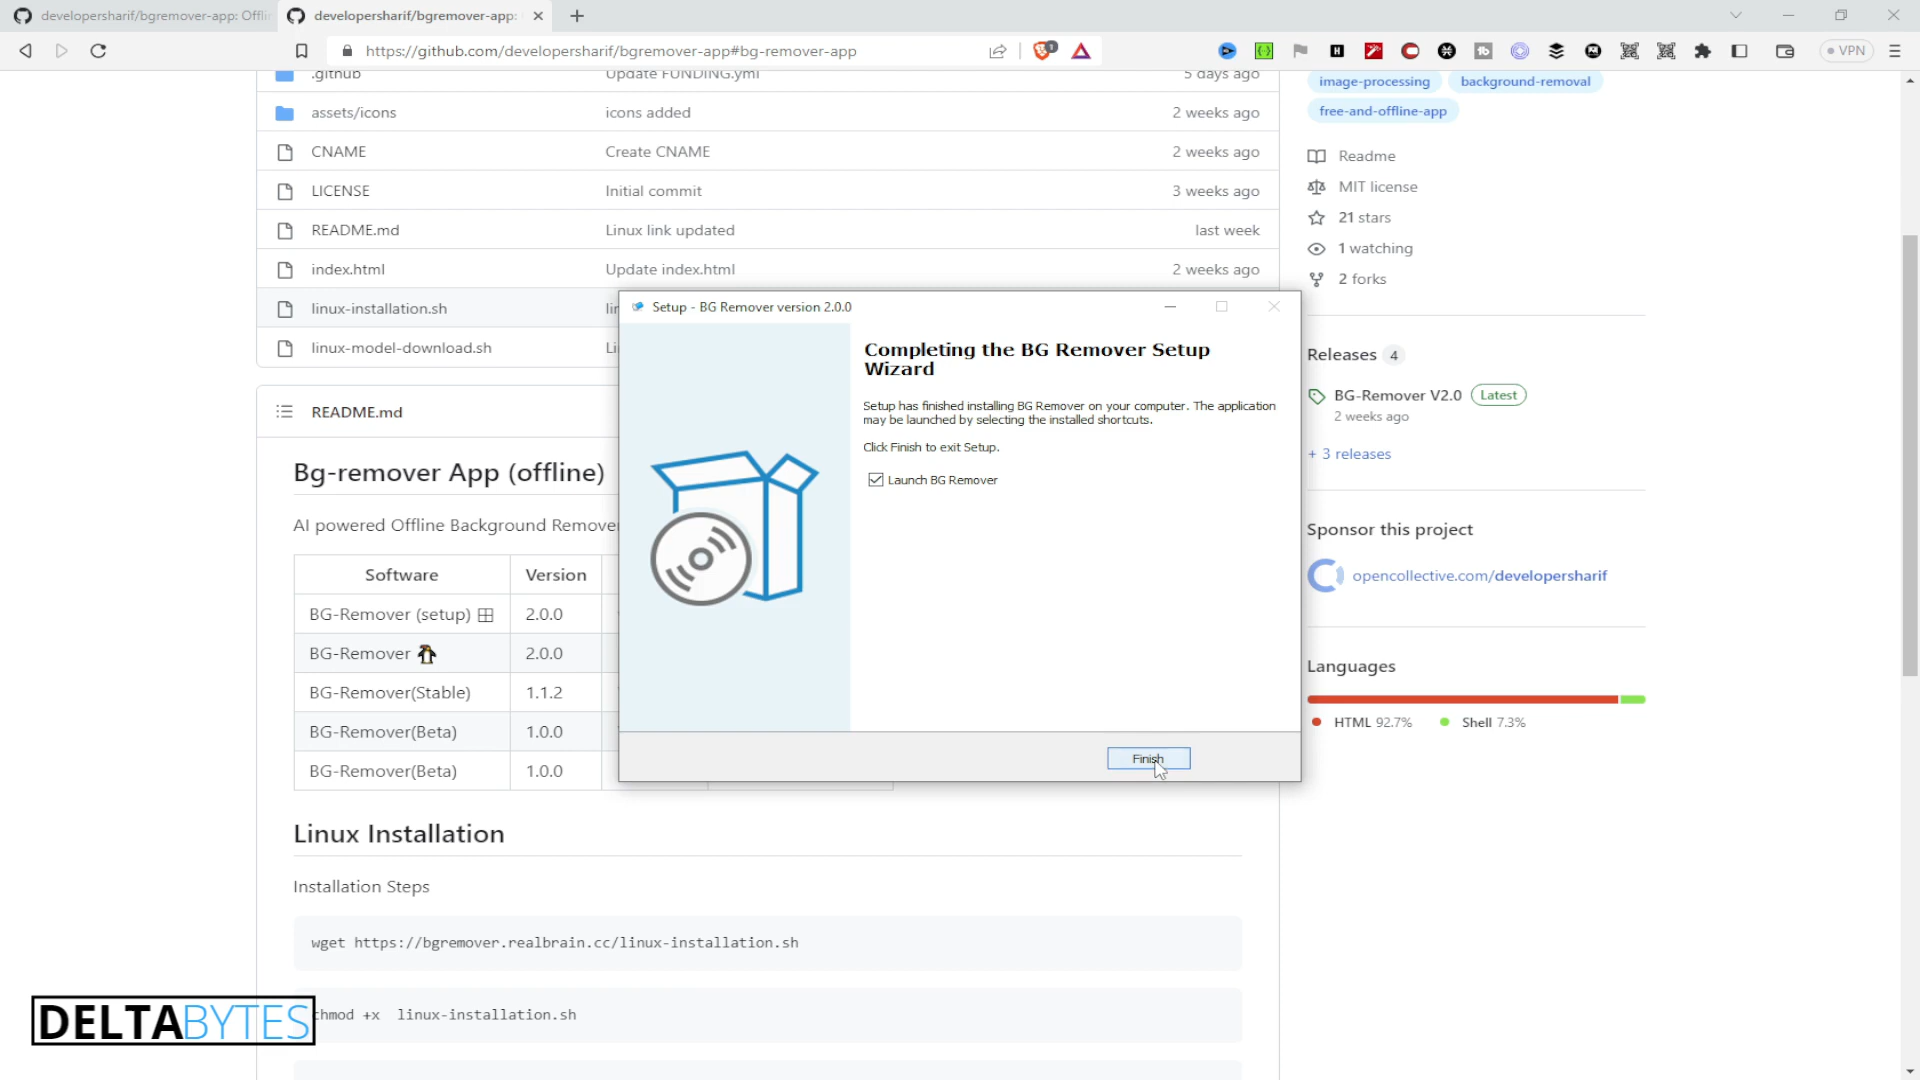 developersharif/bgremover-app: Offli
developersharif/bgremover-app:
https://github.com/developersharif/bgremover-app#bg-remover-app
VPN
.github
Update FUNDING.yml
5 days ago
assets/icons
icons added
2 weeks ago
CNAME
Create CNAME
2 weeks ago
LICENSE
Initial commit
3 weeks ago
README.md
Linux link updated
last week
index.html
Update index.html
2 weeks ago
linux-installation.sh
linux-model-download.sh
README.md
Bg-remover App (offline)
AI powered Offline Background Remover
Software
Version
BG-Remover (setup)
2.0.0
BG-Remover
2.0.0
BG-Remover(Stable)
1.1.2
BG-Remover(Beta)
1.0.0
BG-Remover(Beta)
1.0.0
Linux Installation
Installation Steps
wget https://bgremover.realbrain.cc/linux-installation.sh
chmod +x linux-installation.sh
Setup - BG Remover version 2.0.0
Completing the BG Remover Setup
Wizard
Setup has finished installing BG Remover on your computer. The application
may be launched by selecting the installed shortcuts.
Click Finish to exit Setup.
Launch BG Remover
Finish
image-processing
background-removal
free-and-offline-app
Readme
MIT license
21 stars
1 watching
2 forks
Releases 4
BG-Remover V2.0
Latest
2 weeks ago
+ 3 releases
Sponsor this project
opencollective.com/developersharif
Languages
HTML 92.7%
Shell 7.3%
DELTABYTES